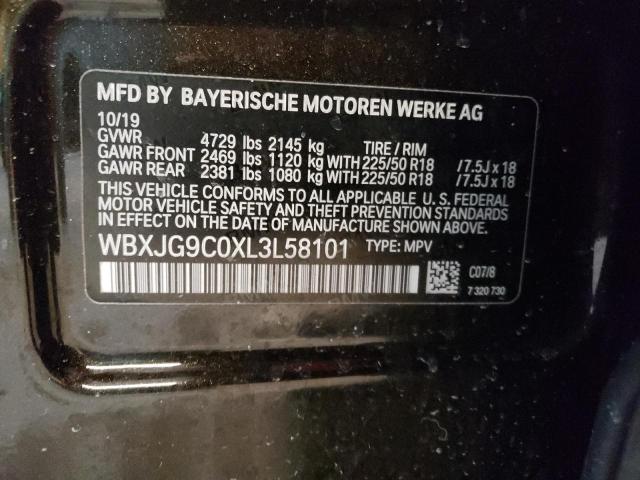 MFD BY BAYERISCHE MOTOREN WERKE AG
10/19
GVWR 4729 lbs 2145 kg TIRE / RIM
GAWR FRONT 2469 lbs 1120 kg WITH 225/50 R18 /7.5J x 18
GAWR REAR 2381 lbs 1080 kg WITH 225/50 R18 /7.5J x 18
THIS VEHICLE CONFORMS TO ALL APPLICABLE U. S. FEDERAL
MOTOR VEHICLE SAFETY AND THEFT PREVENTION STANDARDS
IN EFFECT ON THE DATE OF MANUFACTURE SHOWN ABOVE.
WBXJG9C0XL3L58101 TYPE: MPV
C07/8
7 320 730